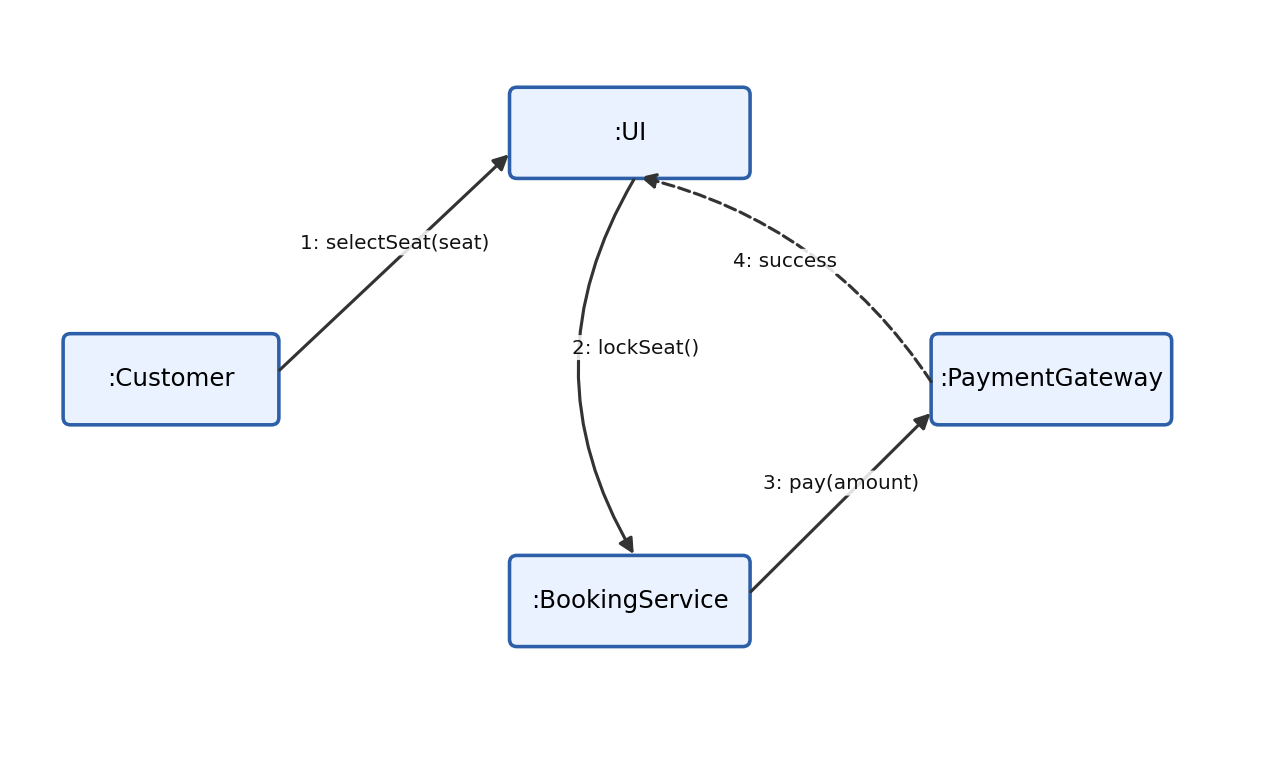 :UI
1: selectSeat(seat)
4: success
2: lockSeat()
:Customer
:PaymentGateway
3: pay(amount)
:BookingService